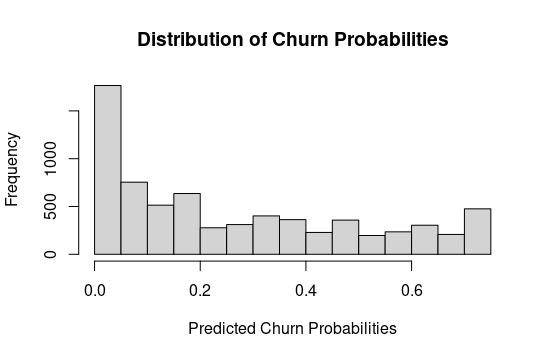 Distribution of Churn Probabilities
Frequency
1000
500
0
0.0 0.2 0.4 0.6
Predicted Churn Probabilities